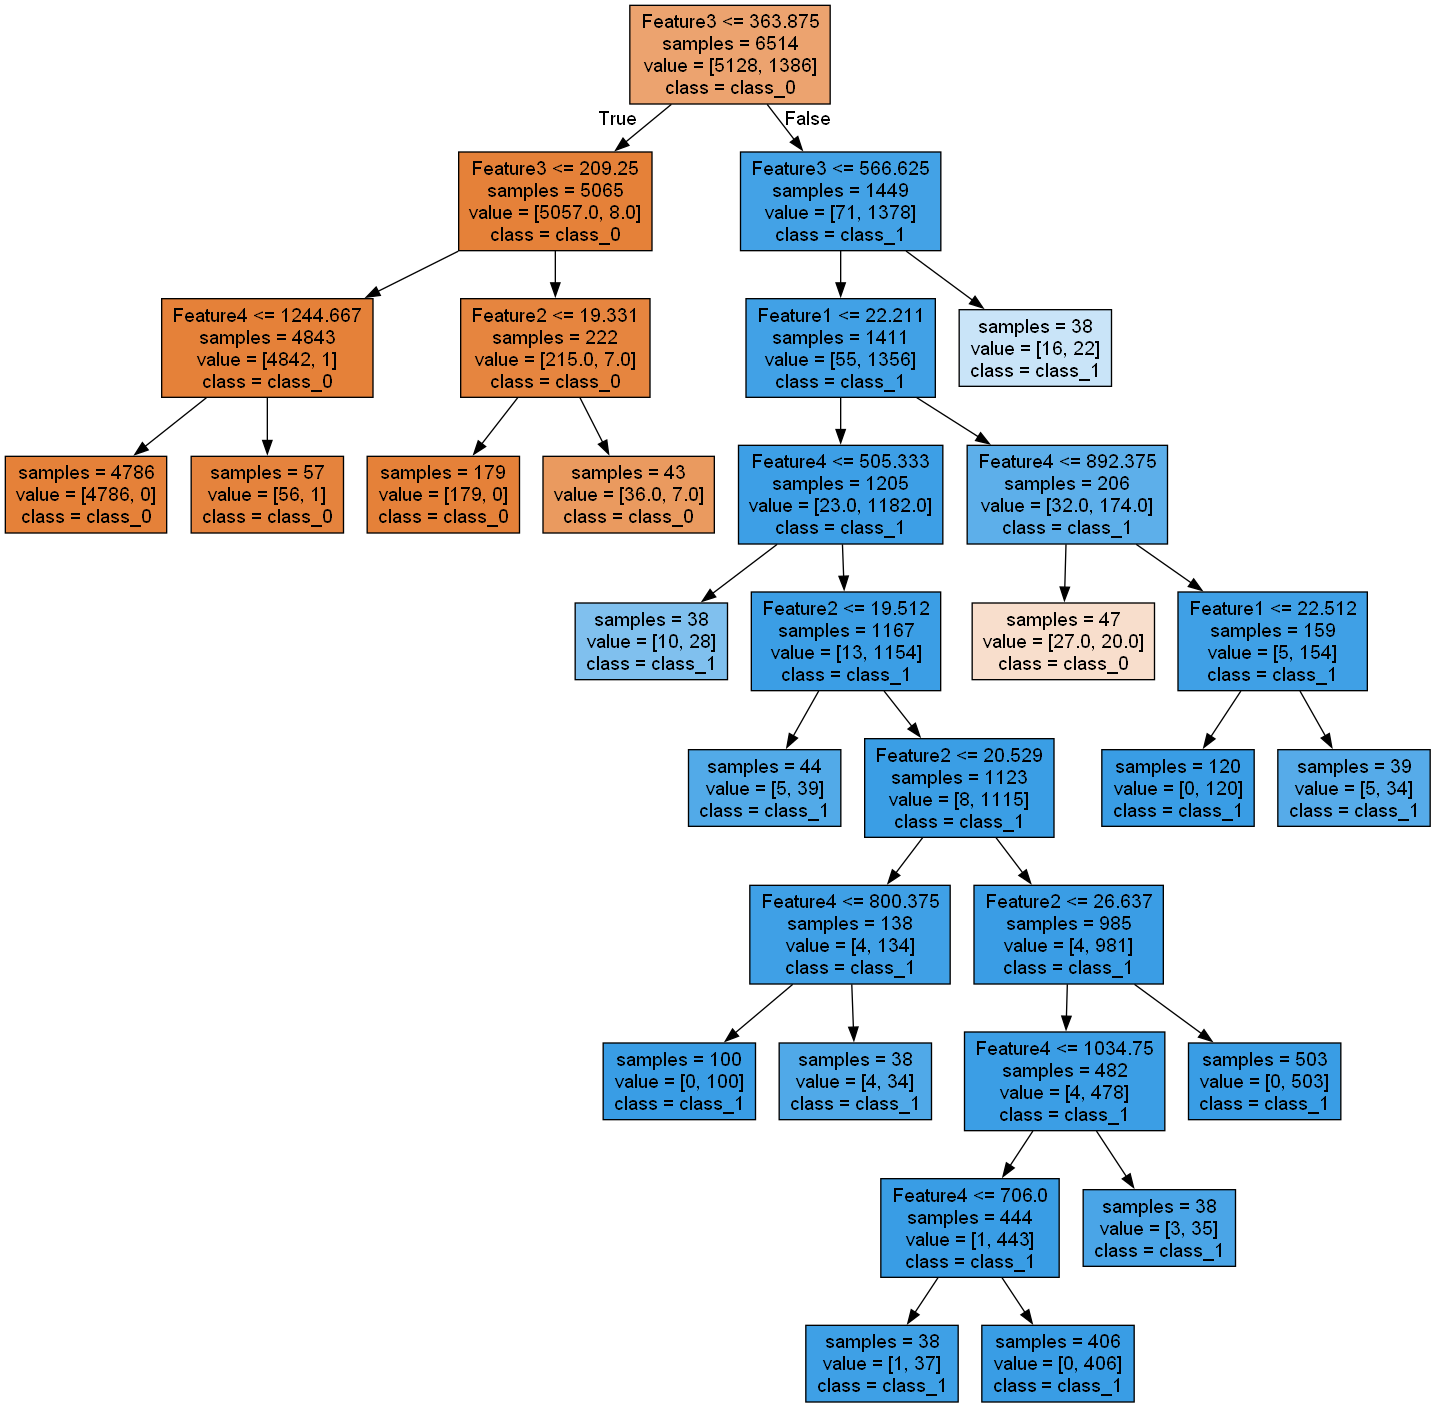 Feature3 <= 363.875
samples = 6514
value = [5128, 1386]
class = class_0
True
False
Feature3 <= 209.25
samples = 5065
value = [5057.0, 8.0]
class = class_0
Feature3 <= 566.625
samples = 1449
value = [71, 1378]
class = class_1
Feature4 <= 1244.667
samples = 4843
value = [4842, 1]
class = class_0
Feature2 <= 19.331
samples = 222
value = [215.0, 7.0]
class = class_0
Feature1 <= 22.211
samples = 1411
value = [55, 1356]
class = class_1
samples = 38
value = [16, 22]
class = class_1
samples = 4786
value = [4786, 0]
class = class_0
samples = 57
value = [56, 1]
class = class_0
samples = 179
value = [179, 0]
class = class_0
samples = 43
value = [36.0, 7.0]
class = class_0
Feature4 <= 505.333
samples = 1205
value = [23.0, 1182.0]
class = class_1
Feature4 <= 892.375
samples = 206
value = [32.0, 174.0]
class = class_1
samples = 38
value = [10, 28]
class = class_1
Feature2 <= 19.512
samples = 1167
value = [13, 1154]
class = class_1
samples = 47
value = [27.0, 20.0]
class = class_0
Feature1 <= 22.512
samples = 159
value = [5, 154]
class = class_1
samples = 44
value = [5, 39]
class = class_1
Feature2 <= 20.529
samples = 1123
value = [8, 1115]
class = class_1
samples = 120
value = [0, 120]
class = class_1
samples = 39
value = [5, 34]
class = class_1
Feature4 <= 800.375
samples = 138
value = [4, 134]
class = class_1
Feature2 <= 26.637
samples = 985
value = [4, 981]
class = class_1
samples = 100
value = [0, 100]
class = class_1
samples = 38
value = [4, 34]
class = class_1
Feature4 <= 1034.75
samples = 482
value = [4, 478]
class = class_1
samples = 503
value = [0, 503]
class = class_1
Feature4 <= 706.0
samples = 444
value = [1, 443]
class = class_1
samples = 38
value = [3, 35]
class = class_1
samples = 38
value = [1, 37]
class = class_1
samples = 406
value = [0, 406]
class = class_1